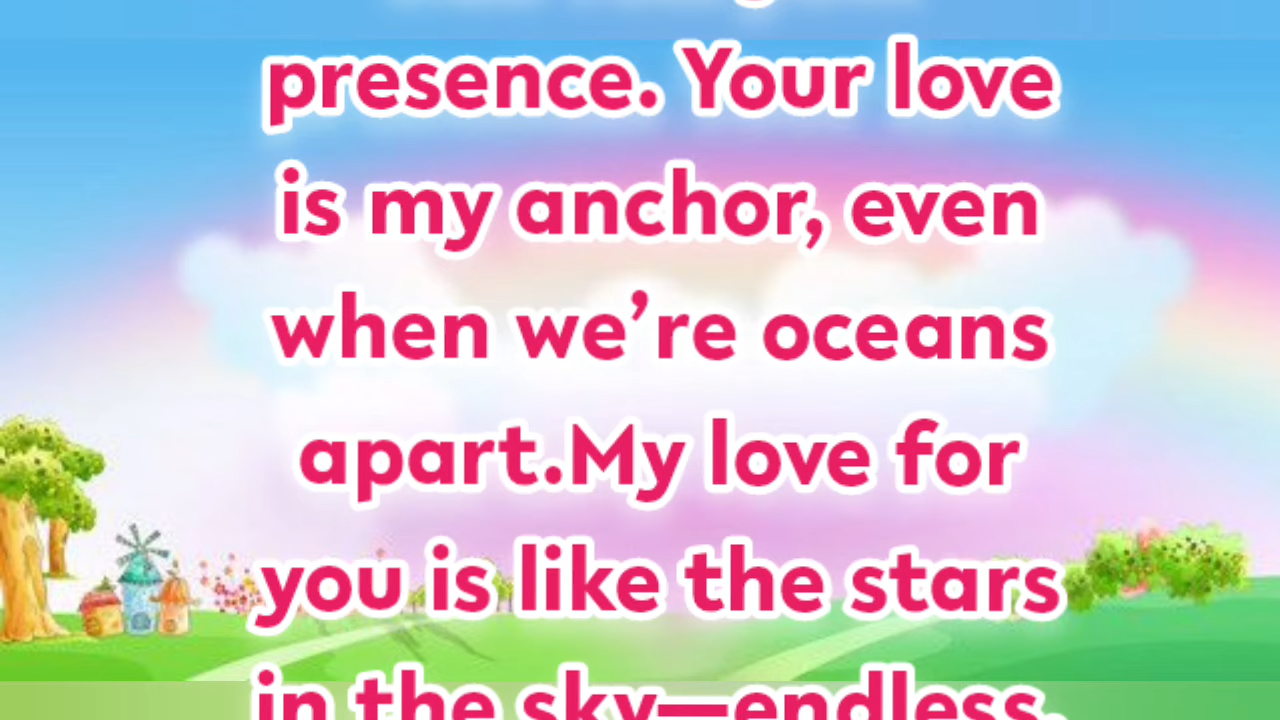 presence. Your love
is my anchor, even
when we’re oceans
apart.My love for
you is like the stars
in the sky—endless,